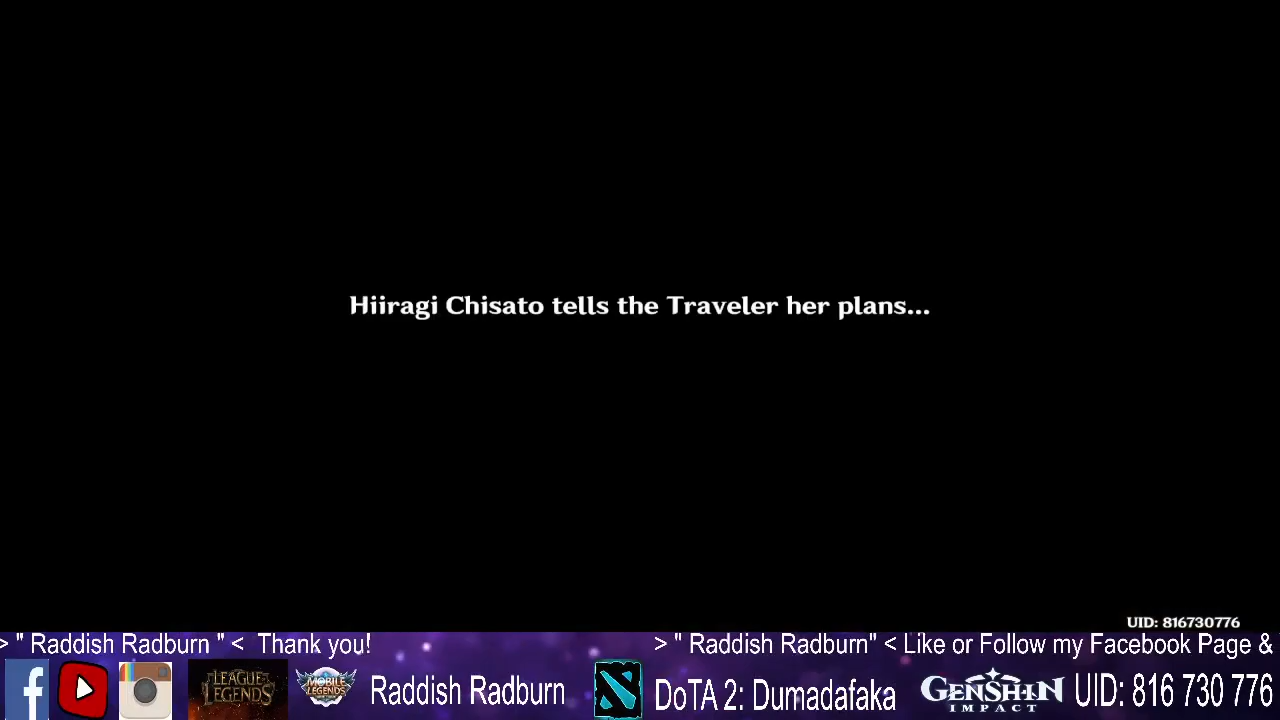 Hiiragi Chisato tells the Traveler her plans...
UID: 816730776
> " Raddish Radburn " < Thank you!
> " Raddish Radburn" < Like or Follow my Facebook Page &
f
LEAGUE OF LEGENDS
MOBILE LEGENDS
Raddish Radburn
DoTA 2: Dumadafaka
GENSHIN IMPACT
UID: 816 730 776